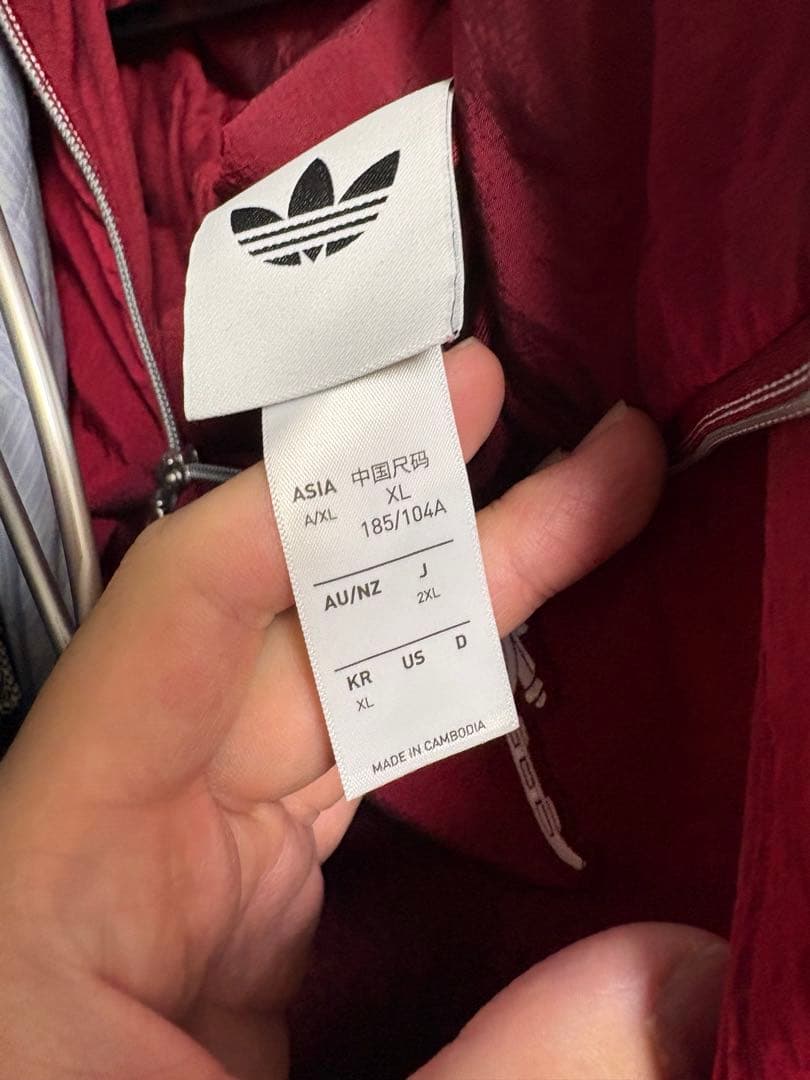 ASIA 中国尺码
A/XL XL
185/104A
AU/NZ J
2XL
KR US D
XL
MADE IN CAMBODIA